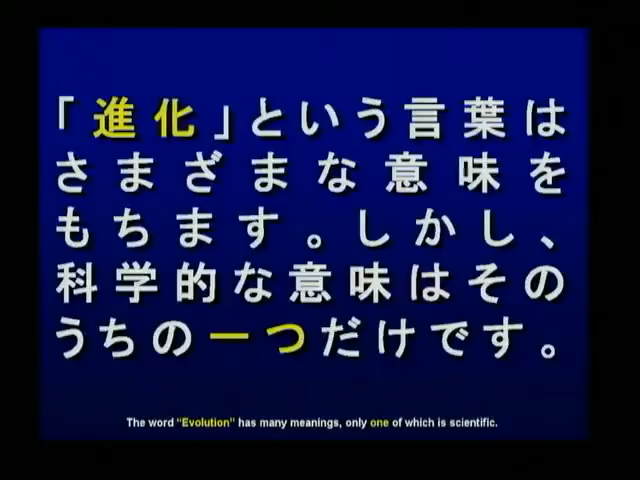 「進化」という言葉は
さまざまな意味を
もちます。しかし、
科学的な意味はその
うちの一つだけです。
The word "Evolution" has many meanings, only one of which is scientific.